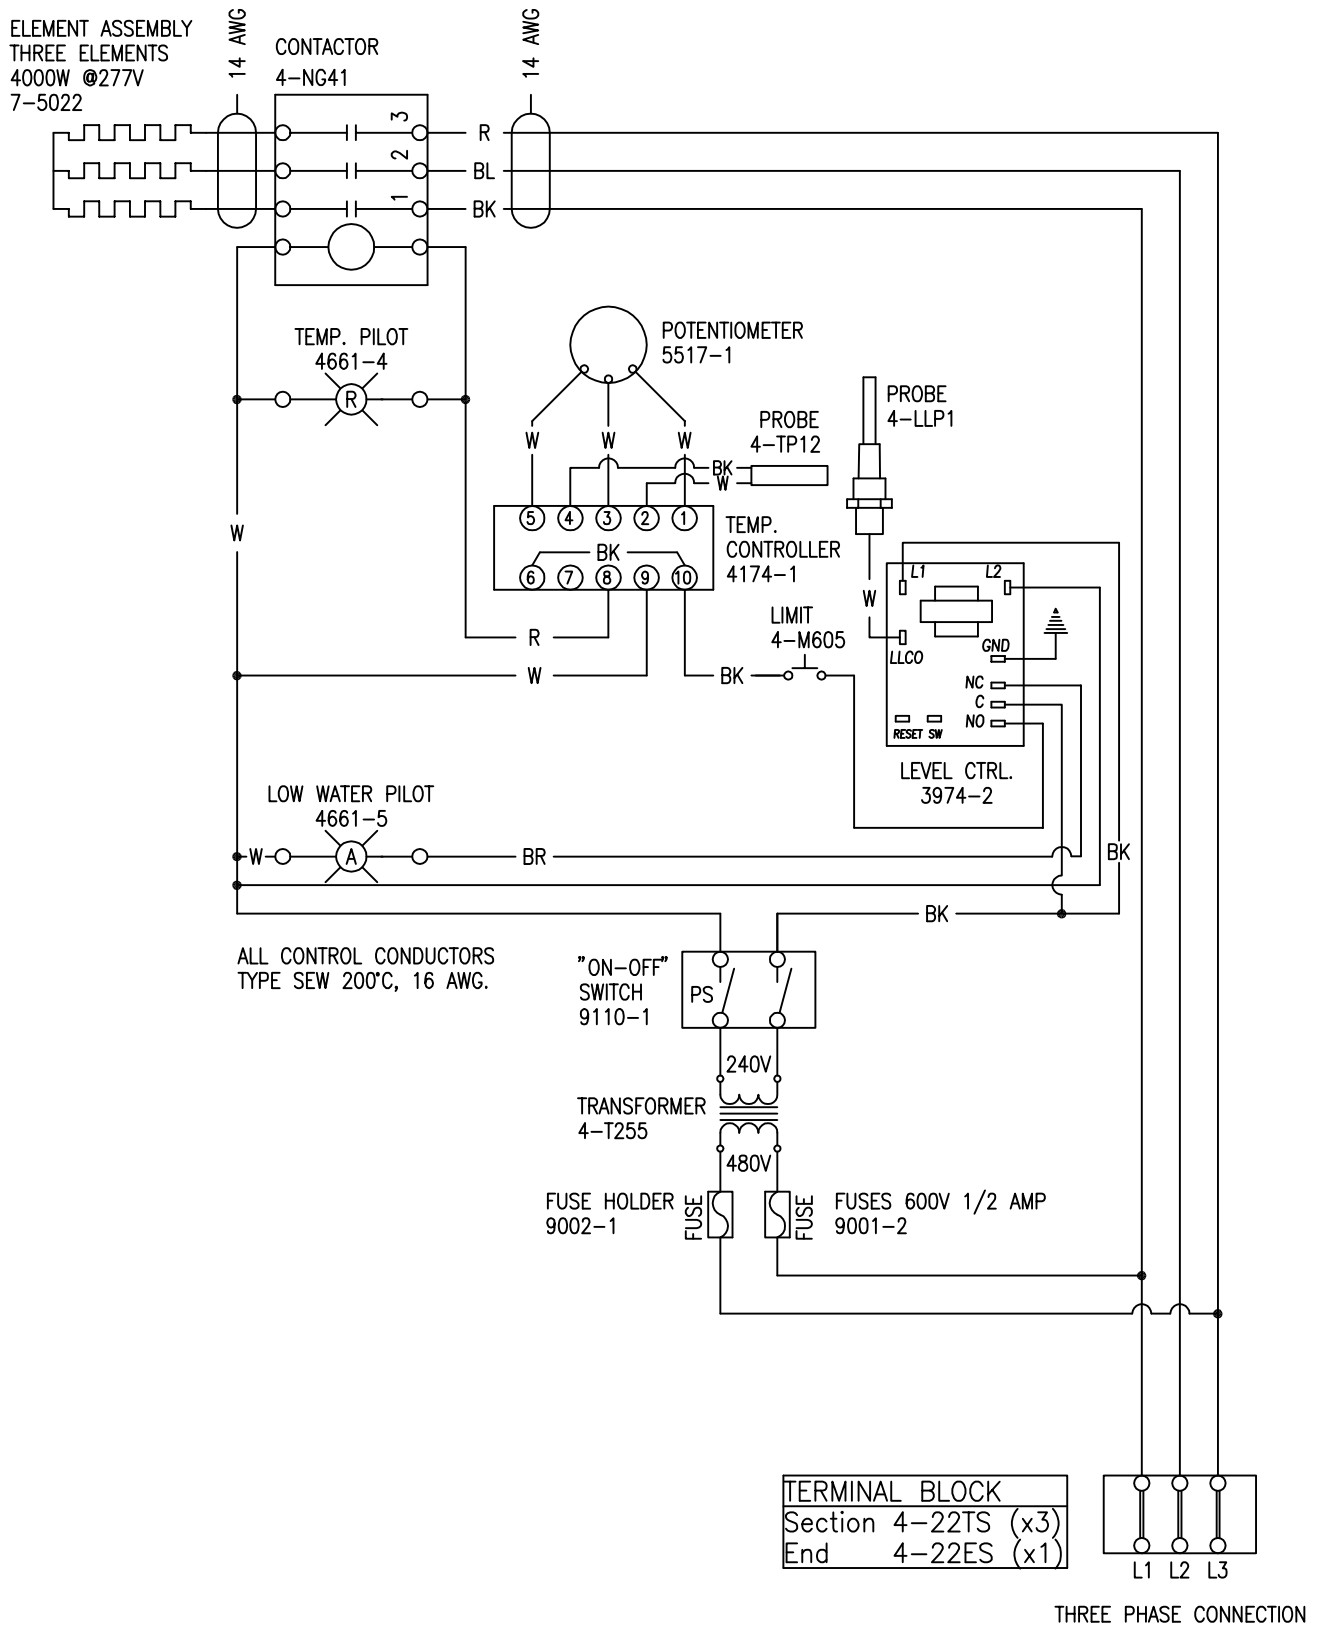 ELEMENT ASSEMBLY
THREE ELEMENTS
4000W @277V
7-5022
14 AWG
CONTACTOR
4-NG41
14 AWG
3
R
2
BL
1
BK
TEMP. PILOT
4661-4
R
POTENTIOMETER
5517-1
PROBE
4-LLP1
PROBE
4-TP12
W
W
W
BK
W
5
4
3
2
1
TEMP.
CONTROLLER
4174-1
BK
6
7
8
9
10
W
L1
L2
W
LIMIT
4-M605
GND
LLCO
R
W
BK
NC
C
NO
RESET SW
LEVEL CTRL.
3974-2
LOW WATER PILOT
4661-5
W
A
BR
BK
BK
ALL CONTROL CONDUCTORS
TYPE SEW 200°C, 16 AWG.
"ON-OFF"
SWITCH
9110-1
PS
240V
TRANSFORMER
4-T255
480V
FUSE HOLDER
9002-1
FUSE
FUSE
FUSES 600V 1/2 AMP
9001-2
TERMINAL BLOCK
Section 4-22TS (x3)
End 4-22ES (x1)
L1 L2 L3
THREE PHASE CONNECTION